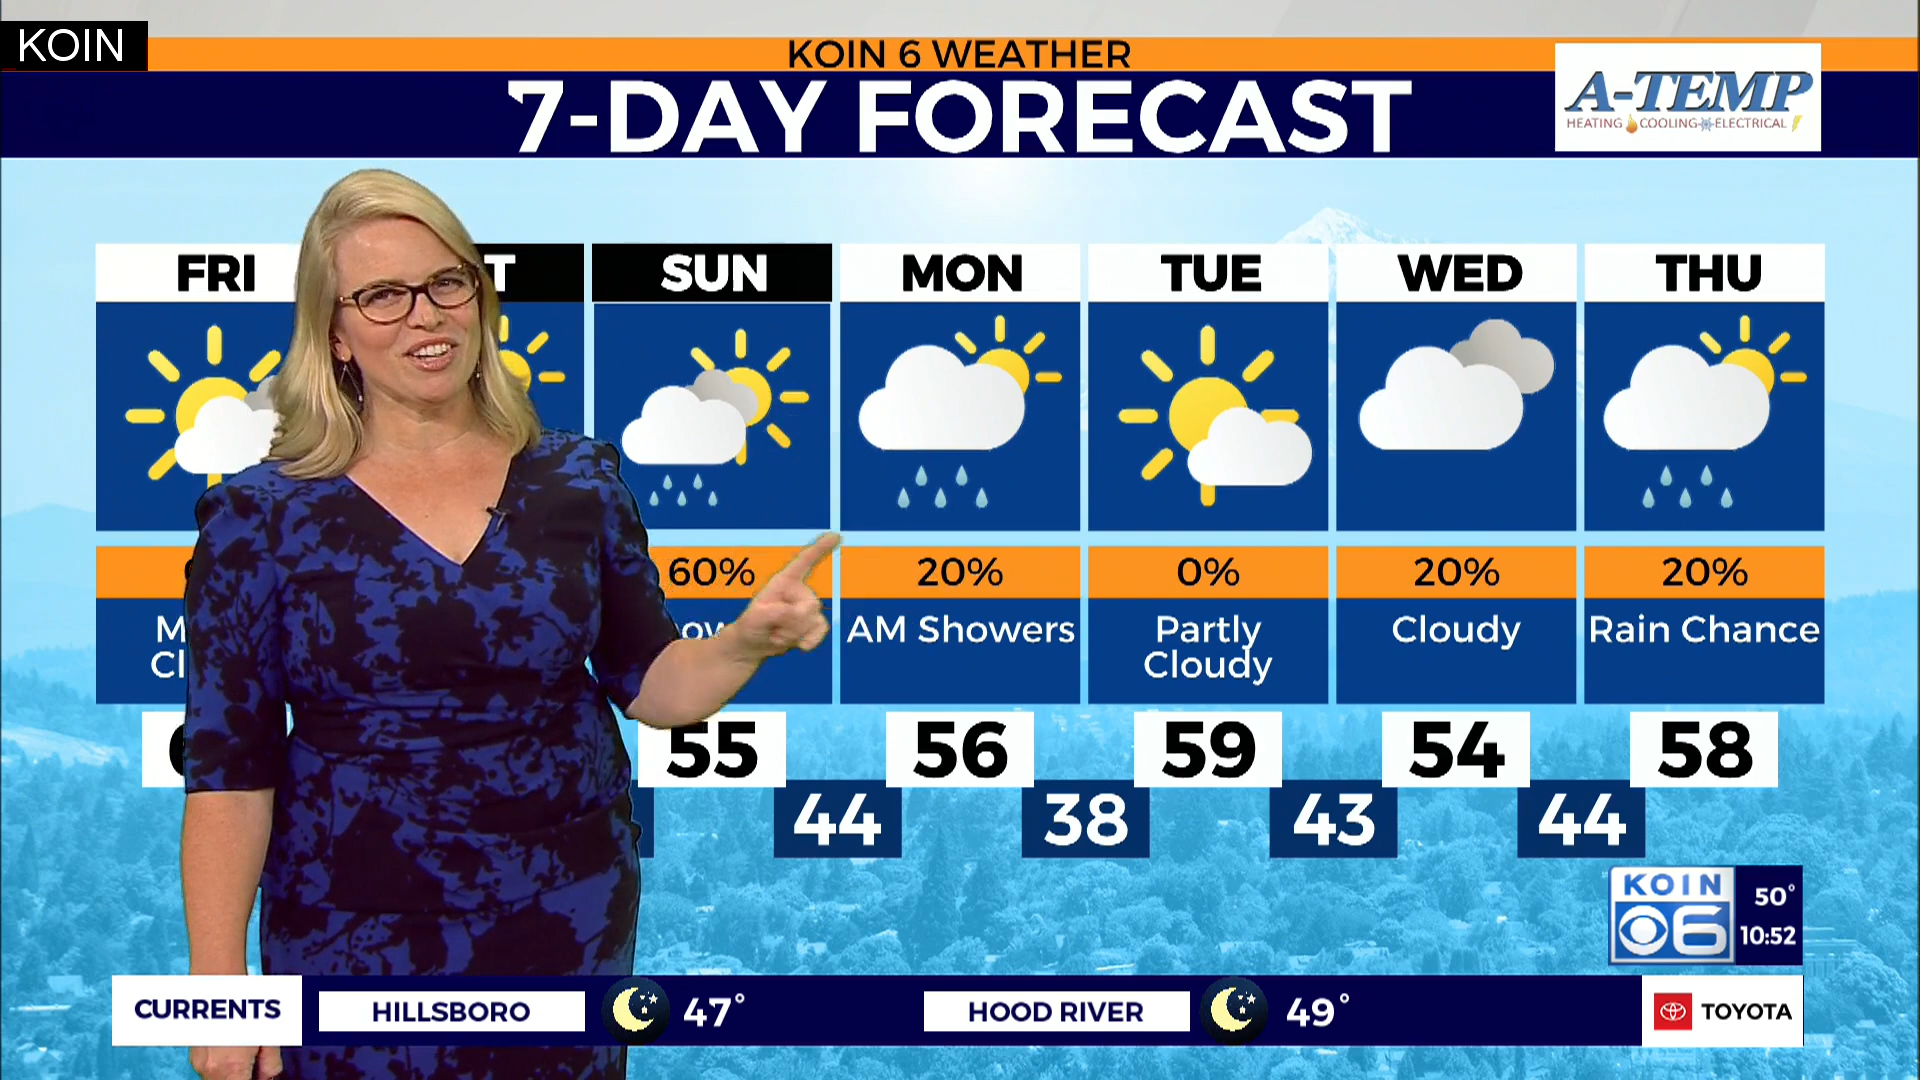 KOIN
KOIN 6 WEATHER
7-DAY FORECAST
A-TEMP
HEATING COOLING ELECTRICAL
FRI
SUN
MON
TUE
WED
THU
60%
20%
0%
20%
20%
AM Showers
Partly
Cloudy
Cloudy
Rain Chance
55
56
59
54
58
44
38
43
44
KOIN
6
50°
10:52
CURRENTS
HILLSBORO
47°
HOOD RIVER
49°
TOYOTA